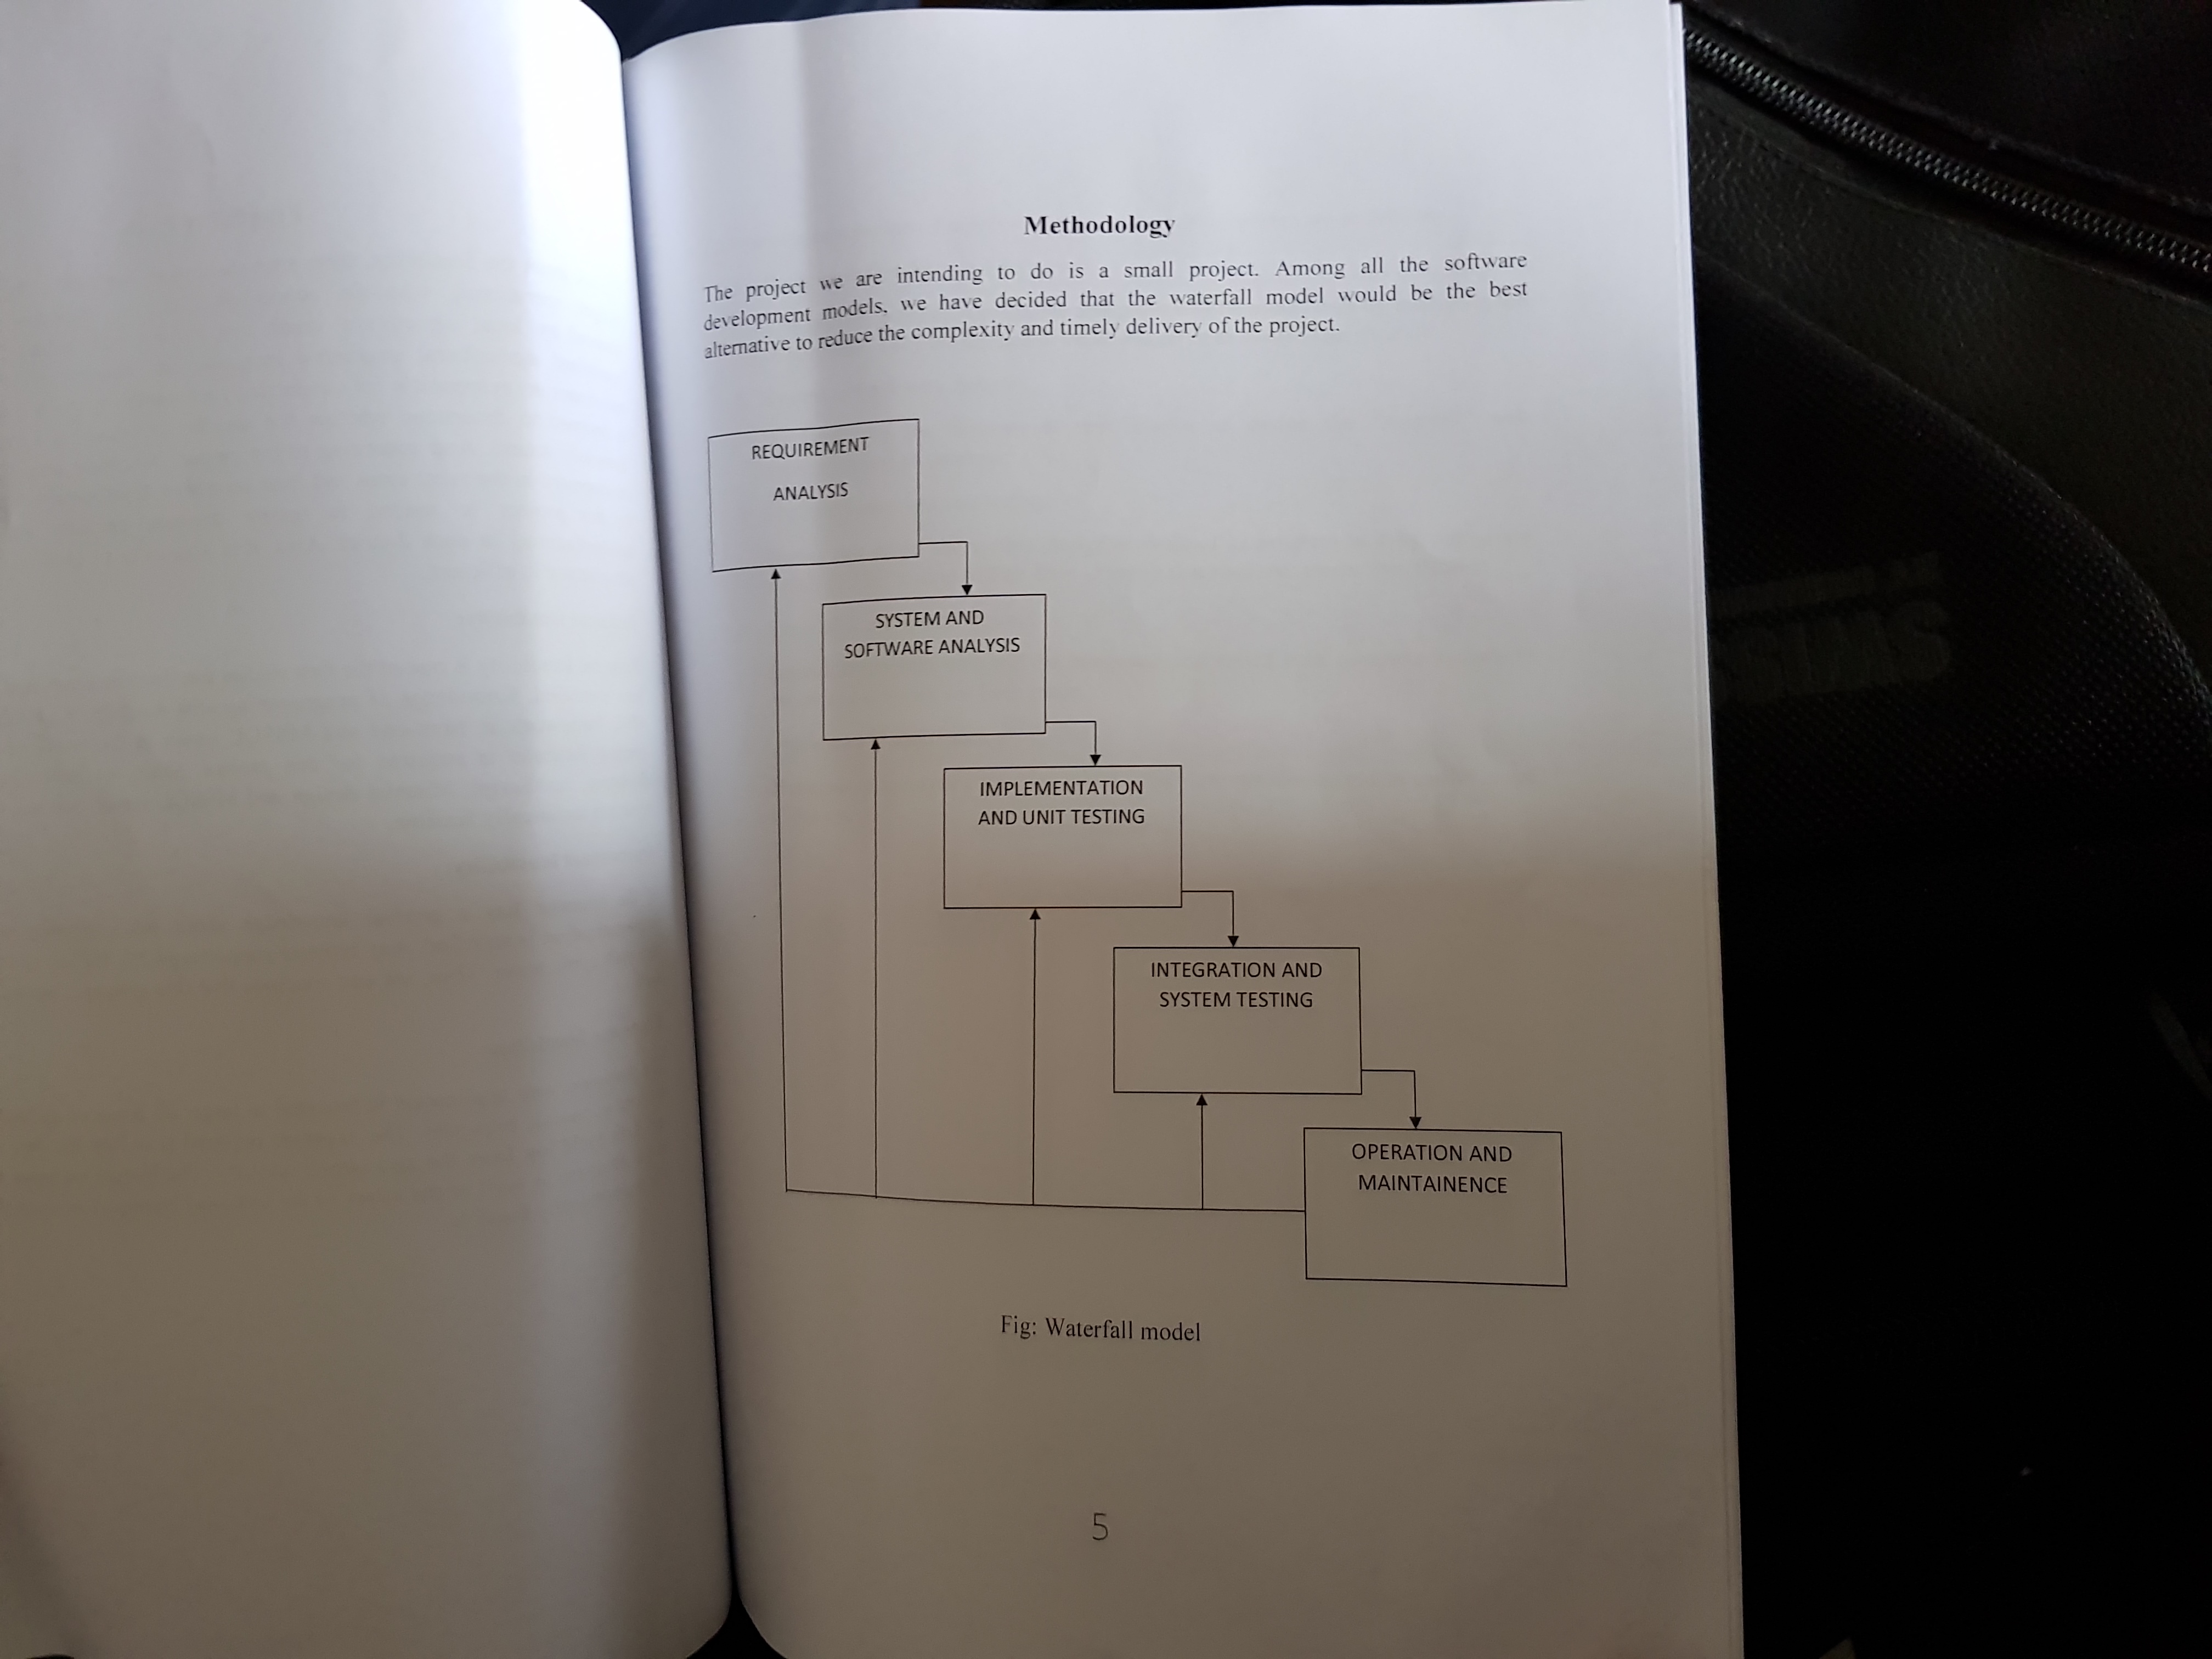 Methodology
The project we are intending to do is a small project. Among all the software
development models, we have decided that the waterfall model would be the best
alternative to reduce the complexity and timely delivery of the project.
REQUIREMENT
ANALYSIS
SYSTEM AND
SOFTWARE ANALYSIS
IMPLEMENTATION
AND UNIT TESTING
INTEGRATION AND
SYSTEM TESTING
OPERATION AND
MAINTAINENCE
Fig: Waterfall model
5